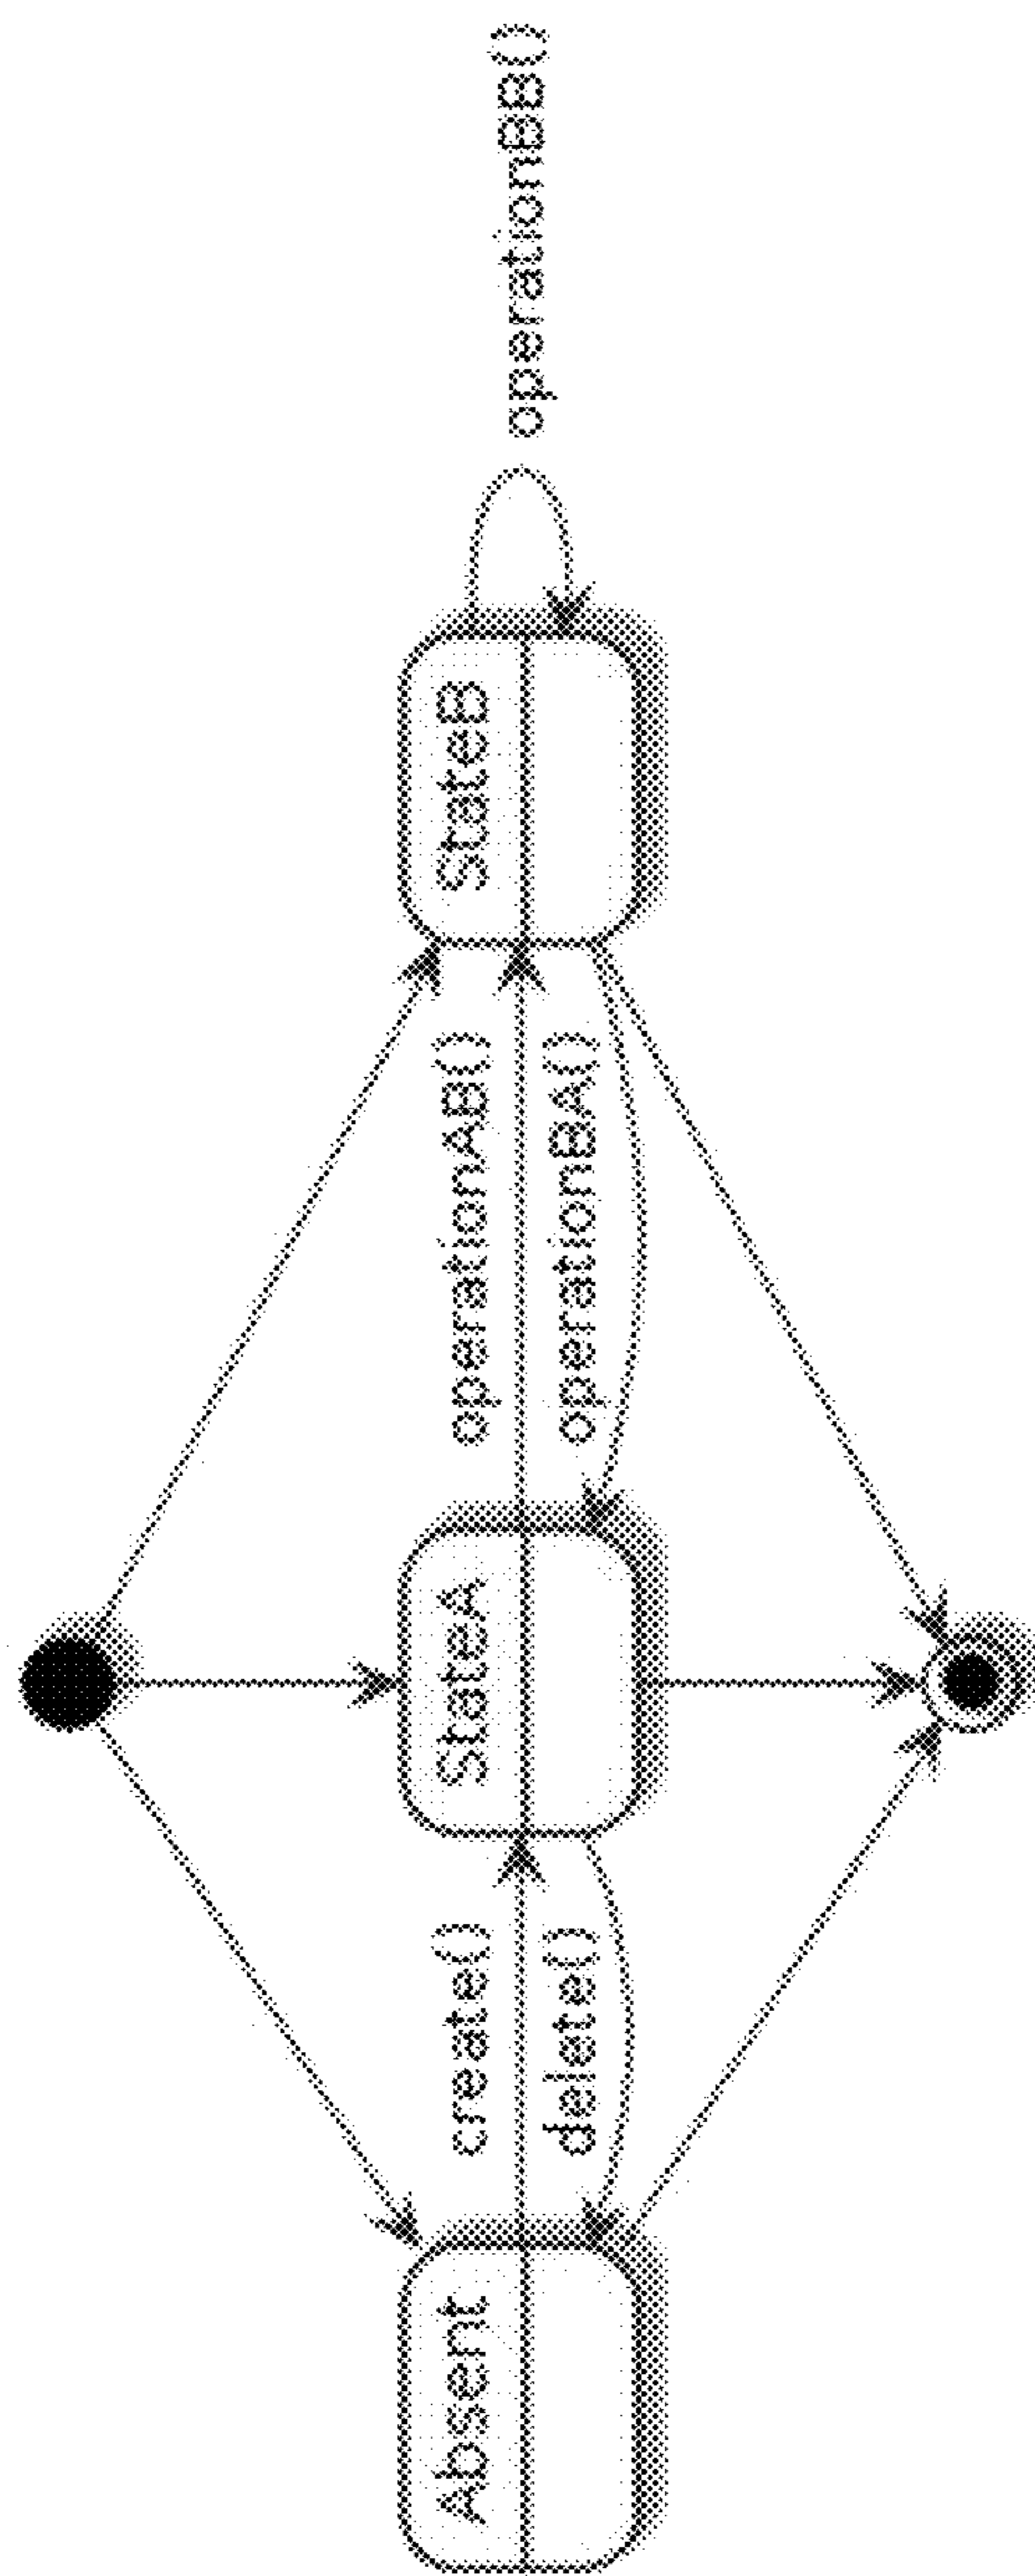 Absent
create()
delete()
StateA
operationAB()
operationBA()
StateB
operationBB()